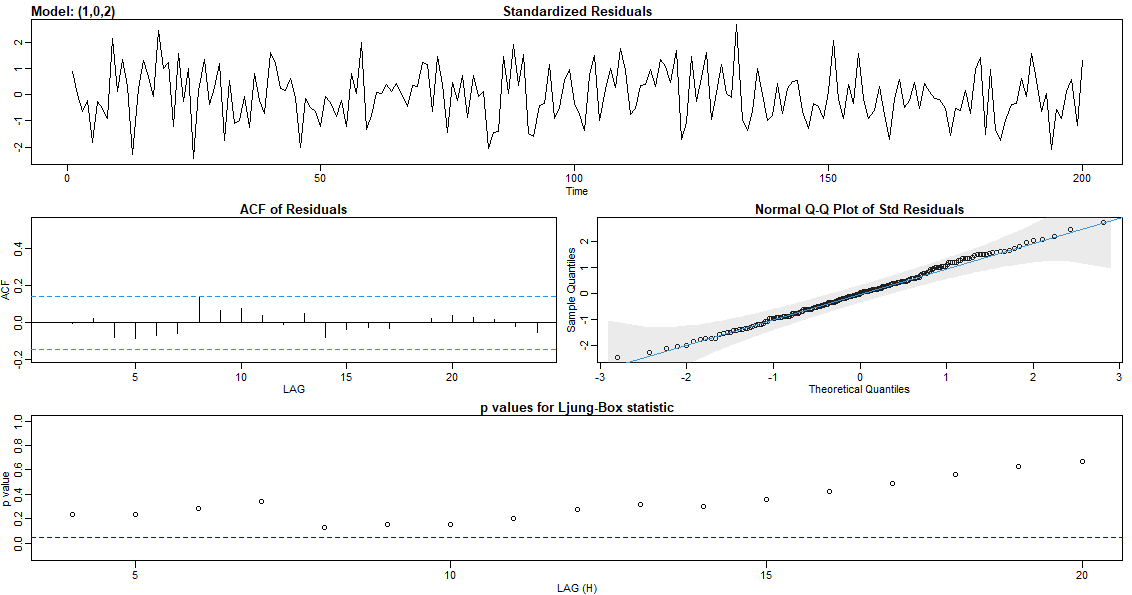 Model: (1,0,2)
Standardized Residuals
2
1
0
-1
-2
0 50 100 150 200
Time
ACF of Residuals
ACF
0.4
0.2
0.0
-0.2
5 10 15 20
LAG
Normal Q-Q Plot of Std Residuals
Sample Quantiles
2
1
0
-1
-2
-3 -2 -1 0 1 2 3
Theoretical Quantiles
p values for Ljung-Box statistic
p value
1.0
0.8
0.6
0.4
0.2
0.0
5 10 15 20
LAG (H)